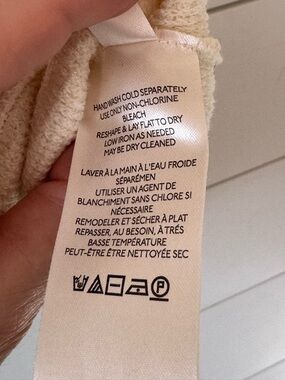 HAND WASH COLD SEPARATELY
USE ONLY NON-CHLORINE
BLEACH
RESHAPE & LAY FLAT TO DRY
LOW IRON AS NEEDED
MAY BE DRY CLEANED
LAVER À LA MAIN À L'EAU FROIDE
SÉPARÉMEN
UTILISER UN AGENT DE
BLANCHIMENT SANS CHLORE SI
NÉCESSAIRE
REMODELER ET SÉCHER À PLAT
REPASSER, AU BESOIN, À TRÉS
BASSE TEMPÉRATURE
PEUT-ÊTRE ÊTRE NETTOYÉE SEC
P